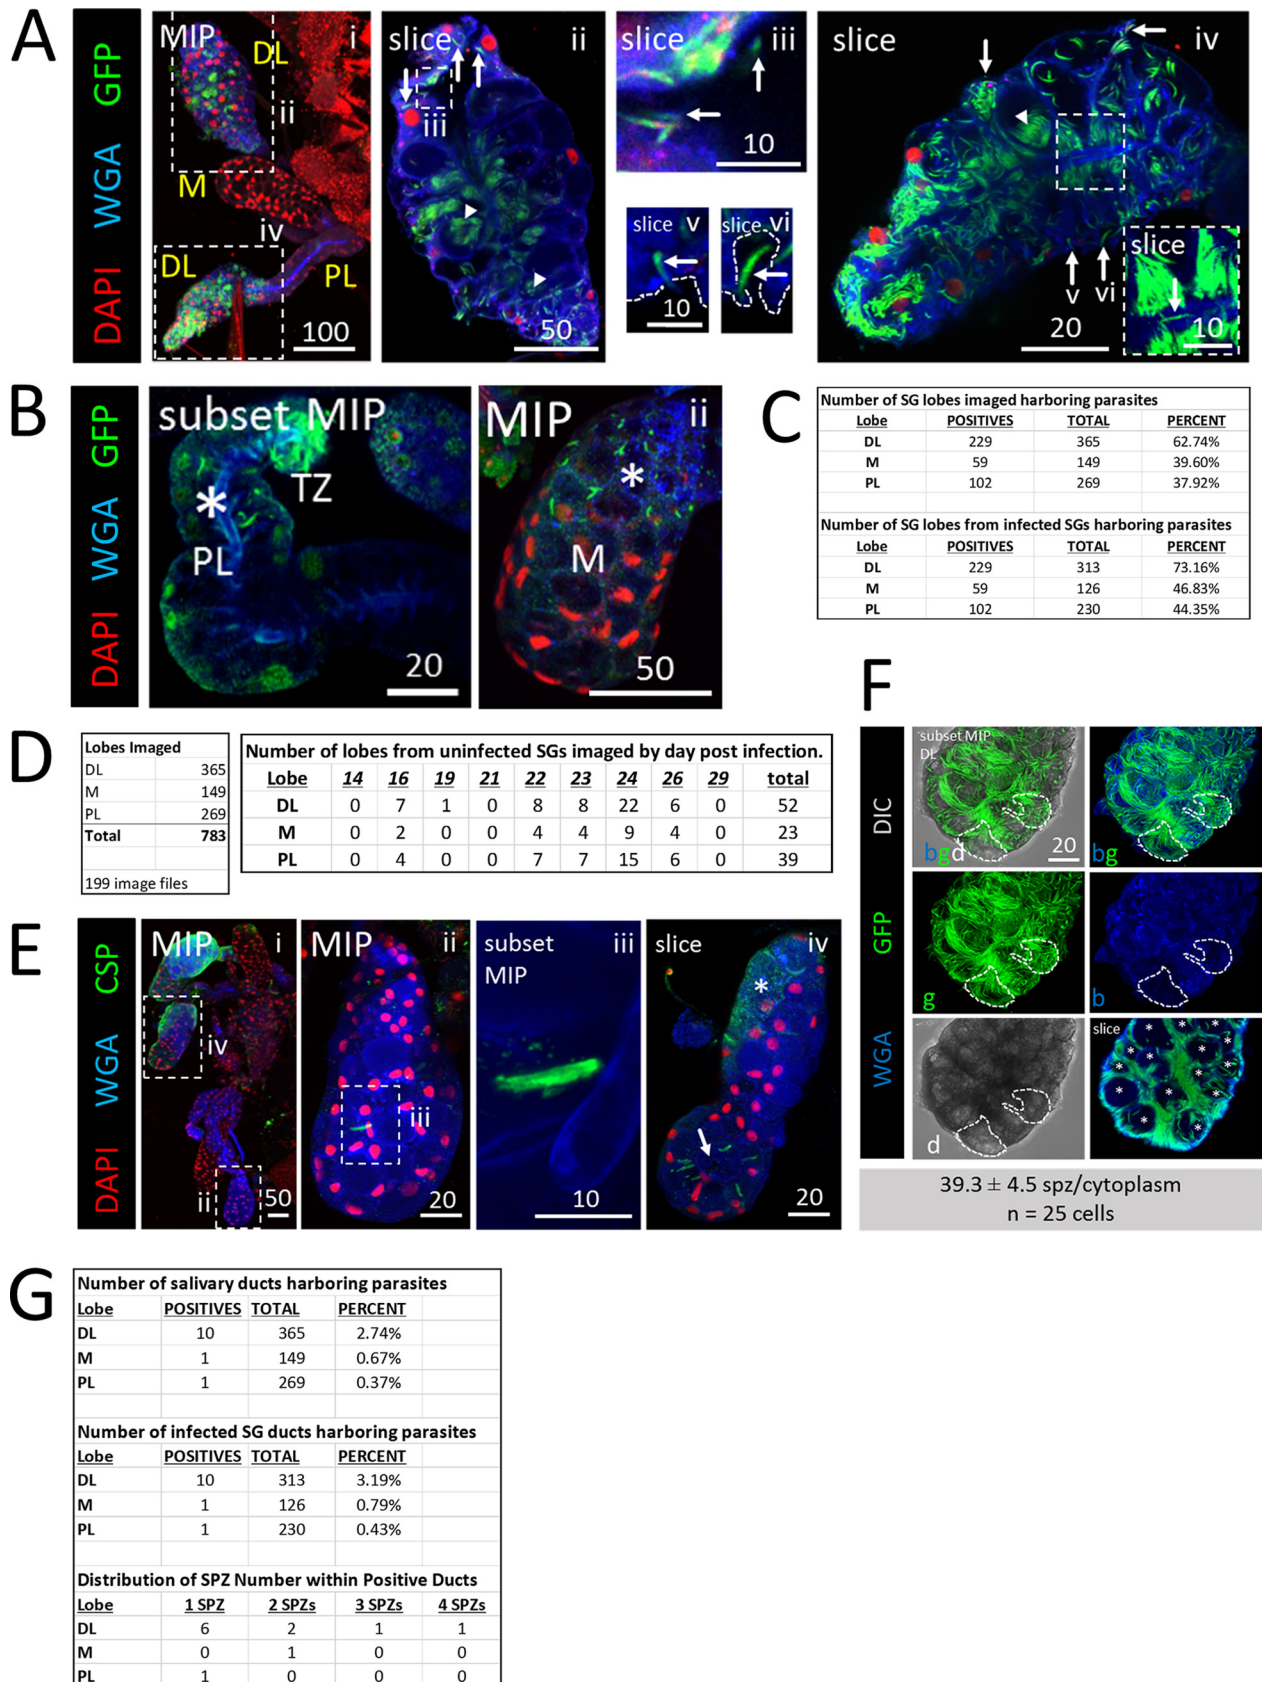 A
DAPI WGA GFP
MIP
i
DL
ii
M
iv
DL
PL
100
slice
ii
iii
50
slice
iii
10
slice v
10
slice vi
slice
iv
v
vi
20
slice
10
B
DAPI WGA GFP
subset MIP
TZ
*
PL
20
MIP
ii
*
M
50
C
Number of SG lobes imaged harboring parasites
Lobe POSITIVES TOTAL PERCENT
DL 229 365 62.74%
M 59 149 39.60%
PL 102 269 37.92%
Number of SG lobes from infected SGs harboring parasites
Lobe POSITIVES TOTAL PERCENT
DL 229 313 73.16%
M 59 126 46.83%
PL 102 230 44.35%
D
Lobes Imaged
DL 365
M 149
PL 269
Total 783
199 image files
Number of lobes from uninfected SGs imaged by day post infection.
Lobe 14 16 19 21 22 23 24 26 29 total
DL 0 7 1 0 8 8 22 6 0 52
M 0 2 0 0 4 4 9 4 0 23
PL 0 4 0 0 7 7 15 6 0 39
E
DAPI WGA CSP
MIP
i
iv
ii
50
MIP
ii
iii
20
subset
MIP
iii
10
slice
iv
*
20
F
WGA GFP DIC
subset MIP
DL
bgd
20
bg
g
b
d
slice
* * * * * * * * * * * * *
39.3 ± 4.5 spz/cytoplasm
n = 25 cells
G
Number of salivary ducts harboring parasites
Lobe POSITIVES TOTAL PERCENT
DL 10 365 2.74%
M 1 149 0.67%
PL 1 269 0.37%
Number of infected SG ducts harboring parasites
Lobe POSITIVES TOTAL PERCENT
DL 10 313 3.19%
M 1 126 0.79%
PL 1 230 0.43%
Distribution of SPZ Number within Positive Ducts
Lobe 1 SPZ 2 SPZs 3 SPZs 4 SPZs
DL 6 2 1 1
M 0 1 0 0
PL 1 0 0 0